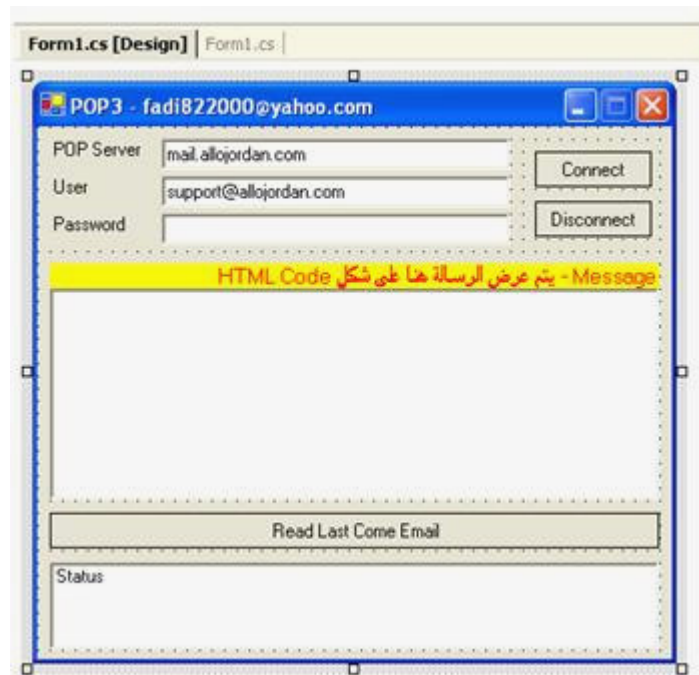 Form1.cs [Design] Form1.cs
POP3 - fadi822000@yahoo.com
POP Server mail.allojordan.com Connect
User support@allojordan.com
Password Disconnect
Message - يتم عرض الرسالة هنا على شكل HTML Code
Read Last Come Email
Status